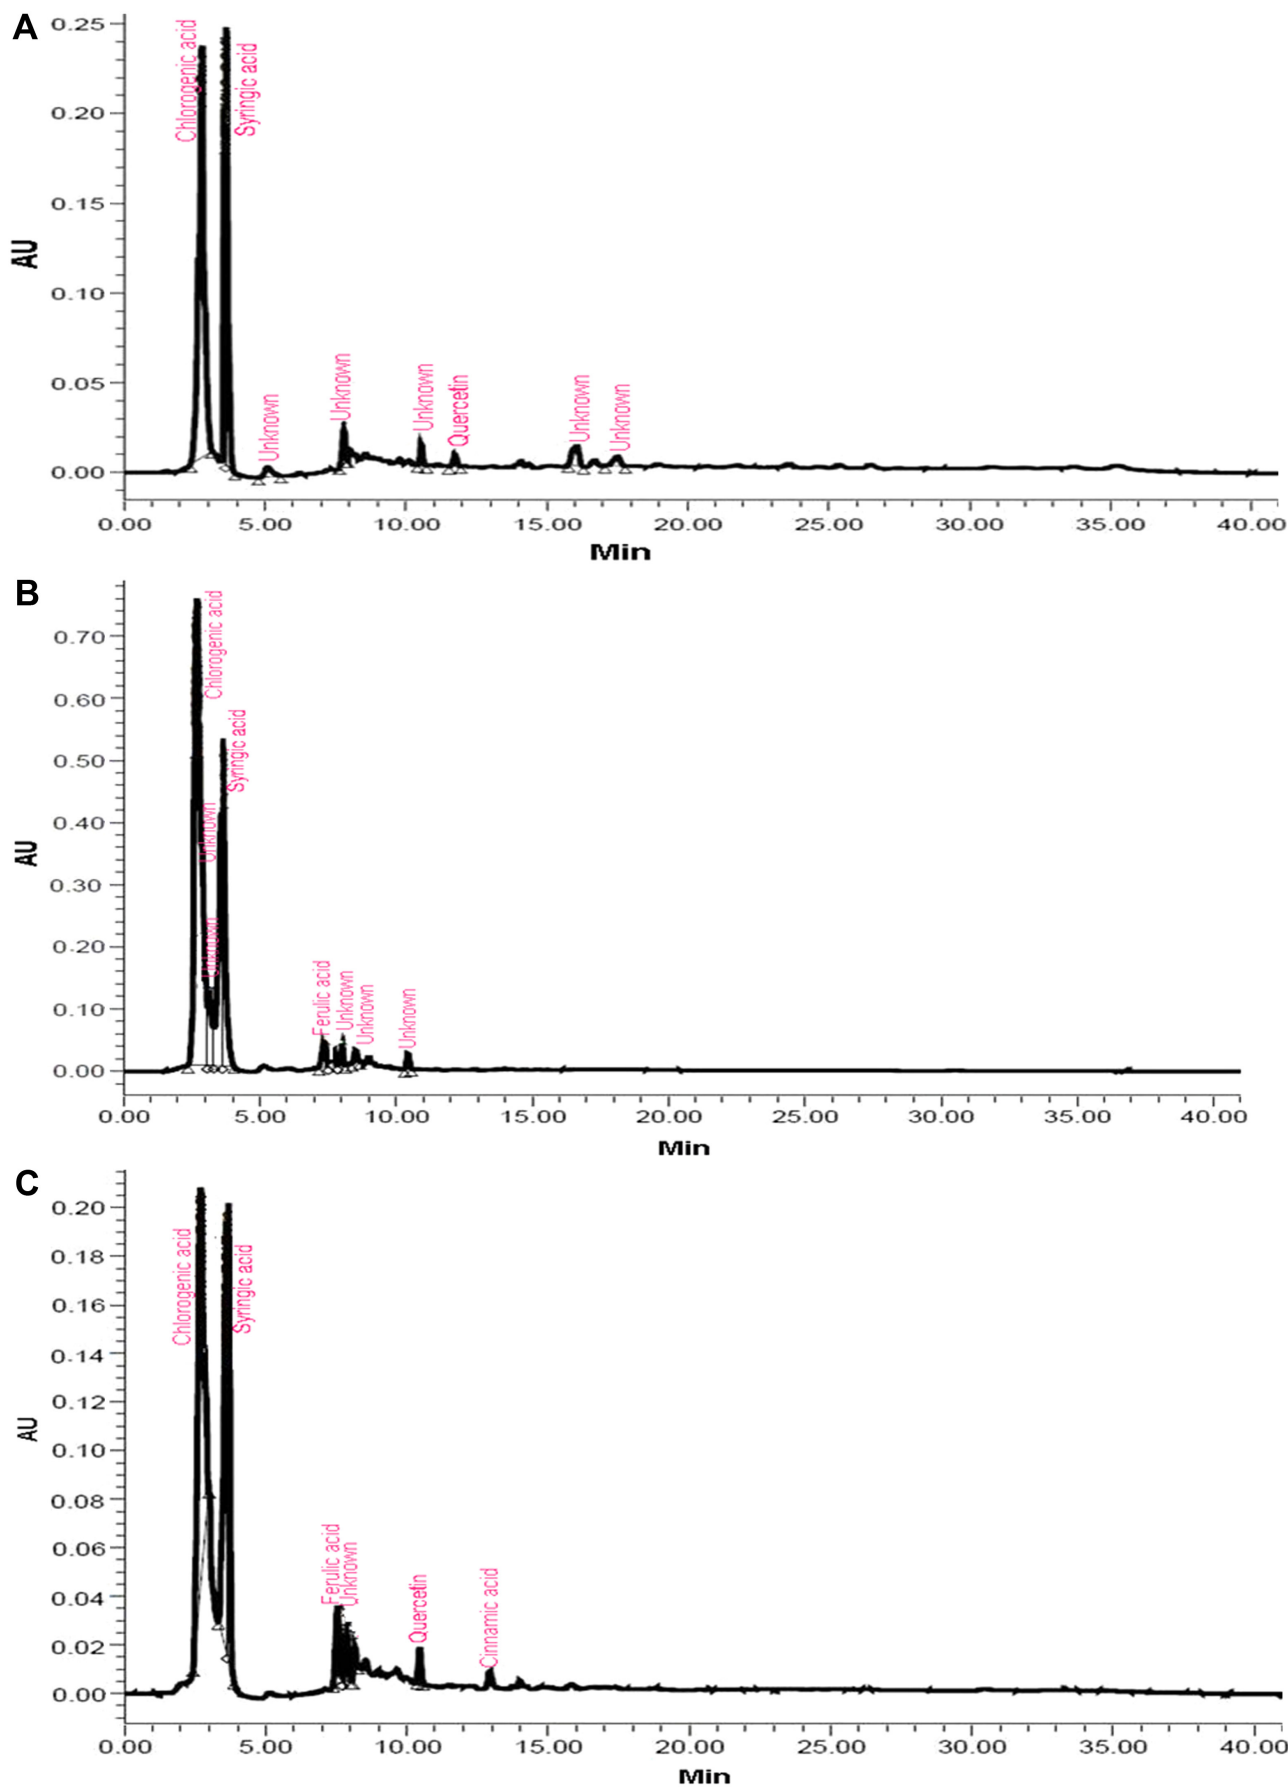 A
0.25
0.20
0.15
0.10
0.05
0.00
AU
Chlorogenic acid
Syringic acid
Unknown
Unknown
Unknown
Quercetin
Unknown
Unknown
0.00 5.00 10.00 15.00 20.00 25.00 30.00 35.00 40.00
Min
B
0.70
0.60
0.50
0.40
0.30
0.20
0.10
0.00
AU
Chlorogenic acid
Syringic acid
Unknown
Unknown
Ferulic acid
Unknown
Unknown
Unknown
0.00 5.00 10.00 15.00 20.00 25.00 30.00 35.00 40.00
Min
C
0.20
0.18
0.16
0.14
0.12
0.10
0.08
0.06
0.04
0.02
0.00
AU
Chlorogenic acid
Syringic acid
Ferulic acid
Unknown
Quercetin
Cinnamic acid
0.00 5.00 10.00 15.00 20.00 25.00 30.00 35.00 40.00
Min